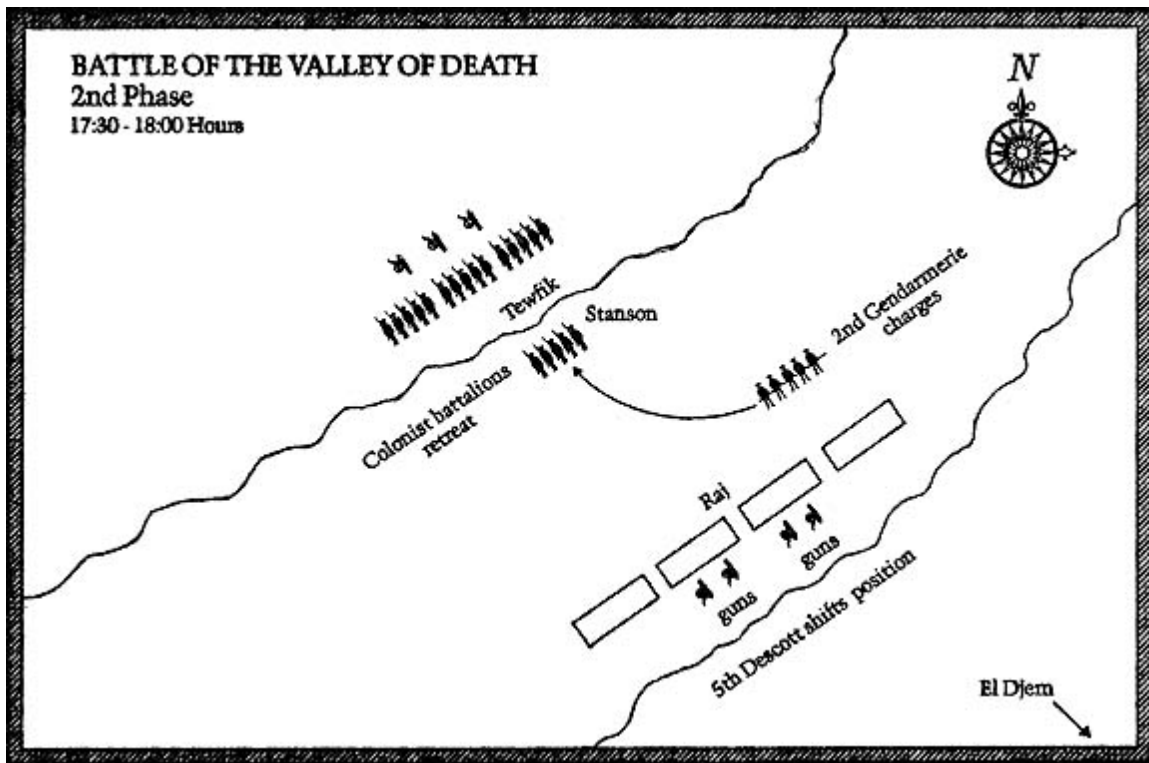 BATTLE OF THE VALLEY OF DEATH
2nd Phase
17:30 - 18:00 Hours
N
Tewfik
Stanson
2nd Gendarmerie
charges
Colonist battalions
retreat
Raj
guns
guns
5th Descott shifts position
El Djem